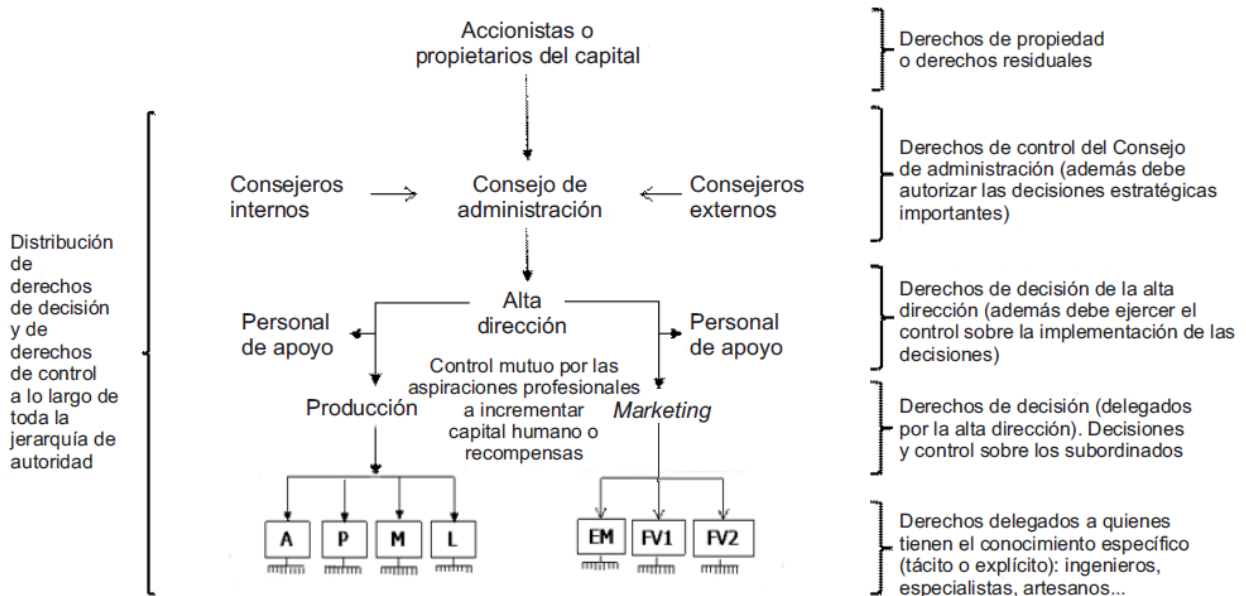 Accionistas o
propietarios del capital
Derechos de propiedad
o derechos residuales
Consejeros
internos
Consejo de
administración
Consejeros
externos
Derechos de control del Consejo
de administración (además debe
autorizar las decisiones estratégicas
importantes)
Distribución
de
derechos
de decisión
y de
derechos
de control
a lo largo de
toda la
jerarquía de
autoridad
Alta
dirección
Personal
de apoyo
Personal
de apoyo
Derechos de decisión de la alta
dirección (además debe ejercer el
control sobre la implementación de las
decisiones)
Control mutuo por las
aspiraciones profesionales
a incrementar
capital humano o
recompensas
Producción
Marketing
Derechos de decisión (delegados
por la alta dirección). Decisiones
y control sobre los subordinados
A
P
M
L
EM
FV1
FV2
Derechos delegados a quienes
tienen el conocimiento específico
(tácito o explícito): ingenieros,
especialistas, artesanos...